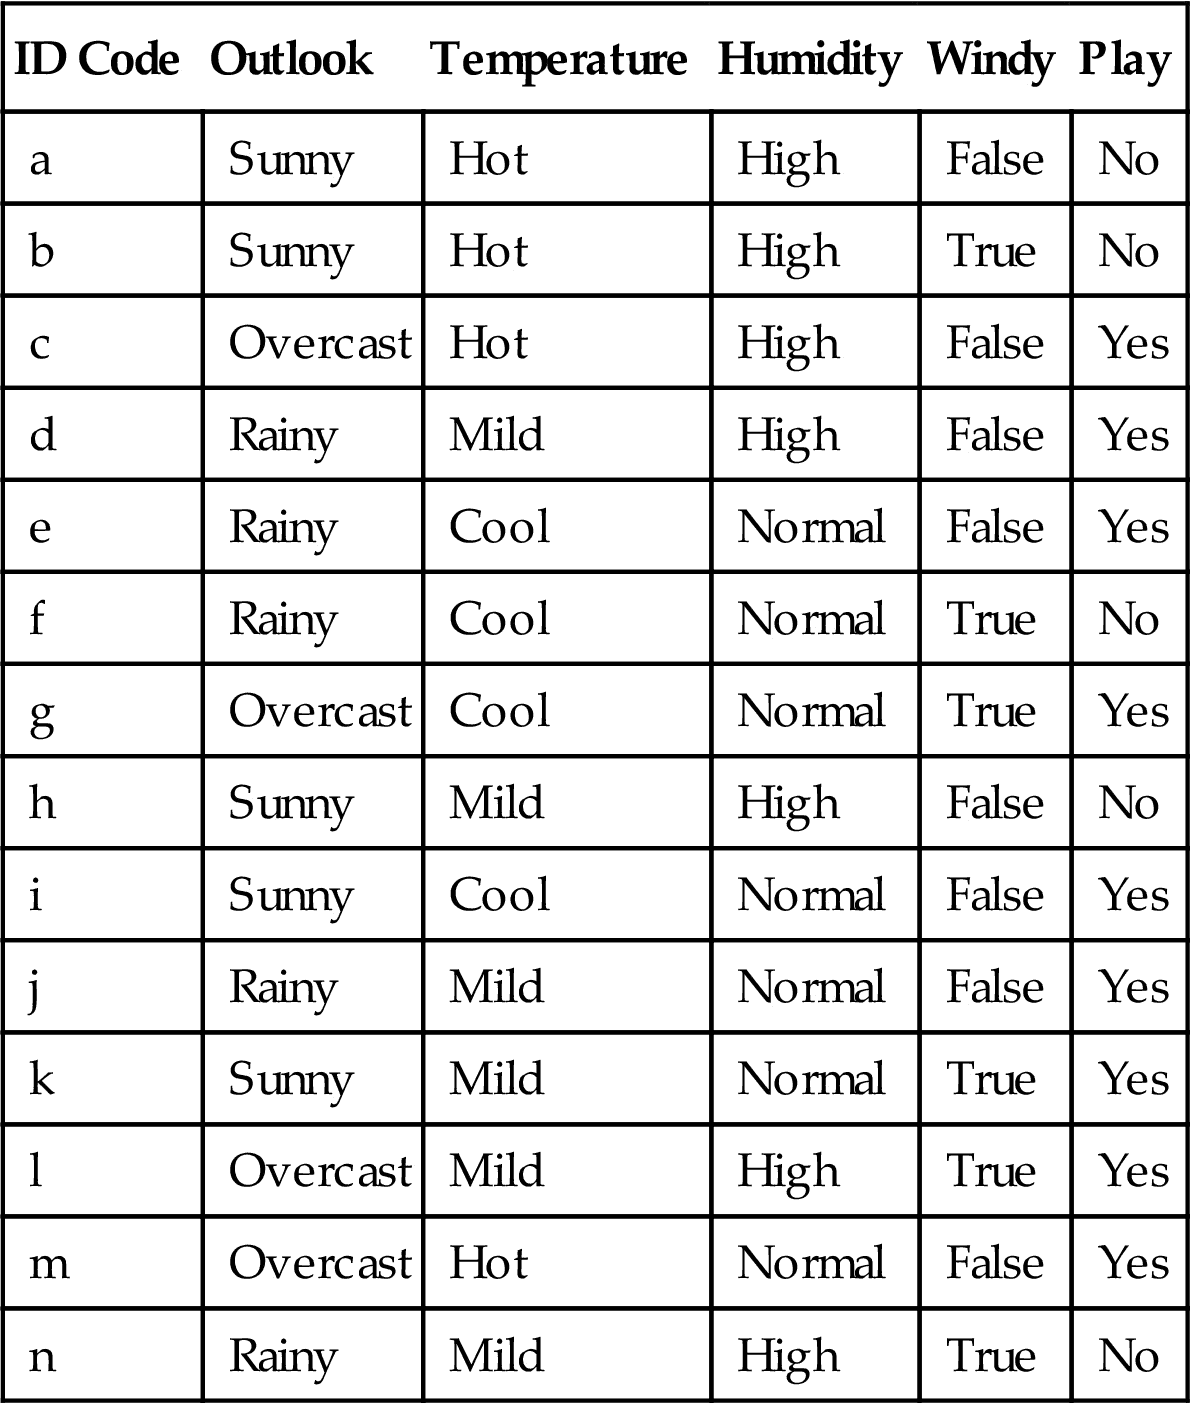 ID Code Outlook Temperature Humidity Windy Play
a Sunny Hot High False No
b Sunny Hot High True No
c Overcast Hot High False Yes
d Rainy Mild High False Yes
e Rainy Cool Normal False Yes
f Rainy Cool Normal True No
g Overcast Cool Normal True Yes
h Sunny Mild High False No
i Sunny Cool Normal False Yes
j Rainy Mild Normal False Yes
k Sunny Mild Normal True Yes
l Overcast Mild High True Yes
m Overcast Hot Normal False Yes
n Rainy Mild High True No